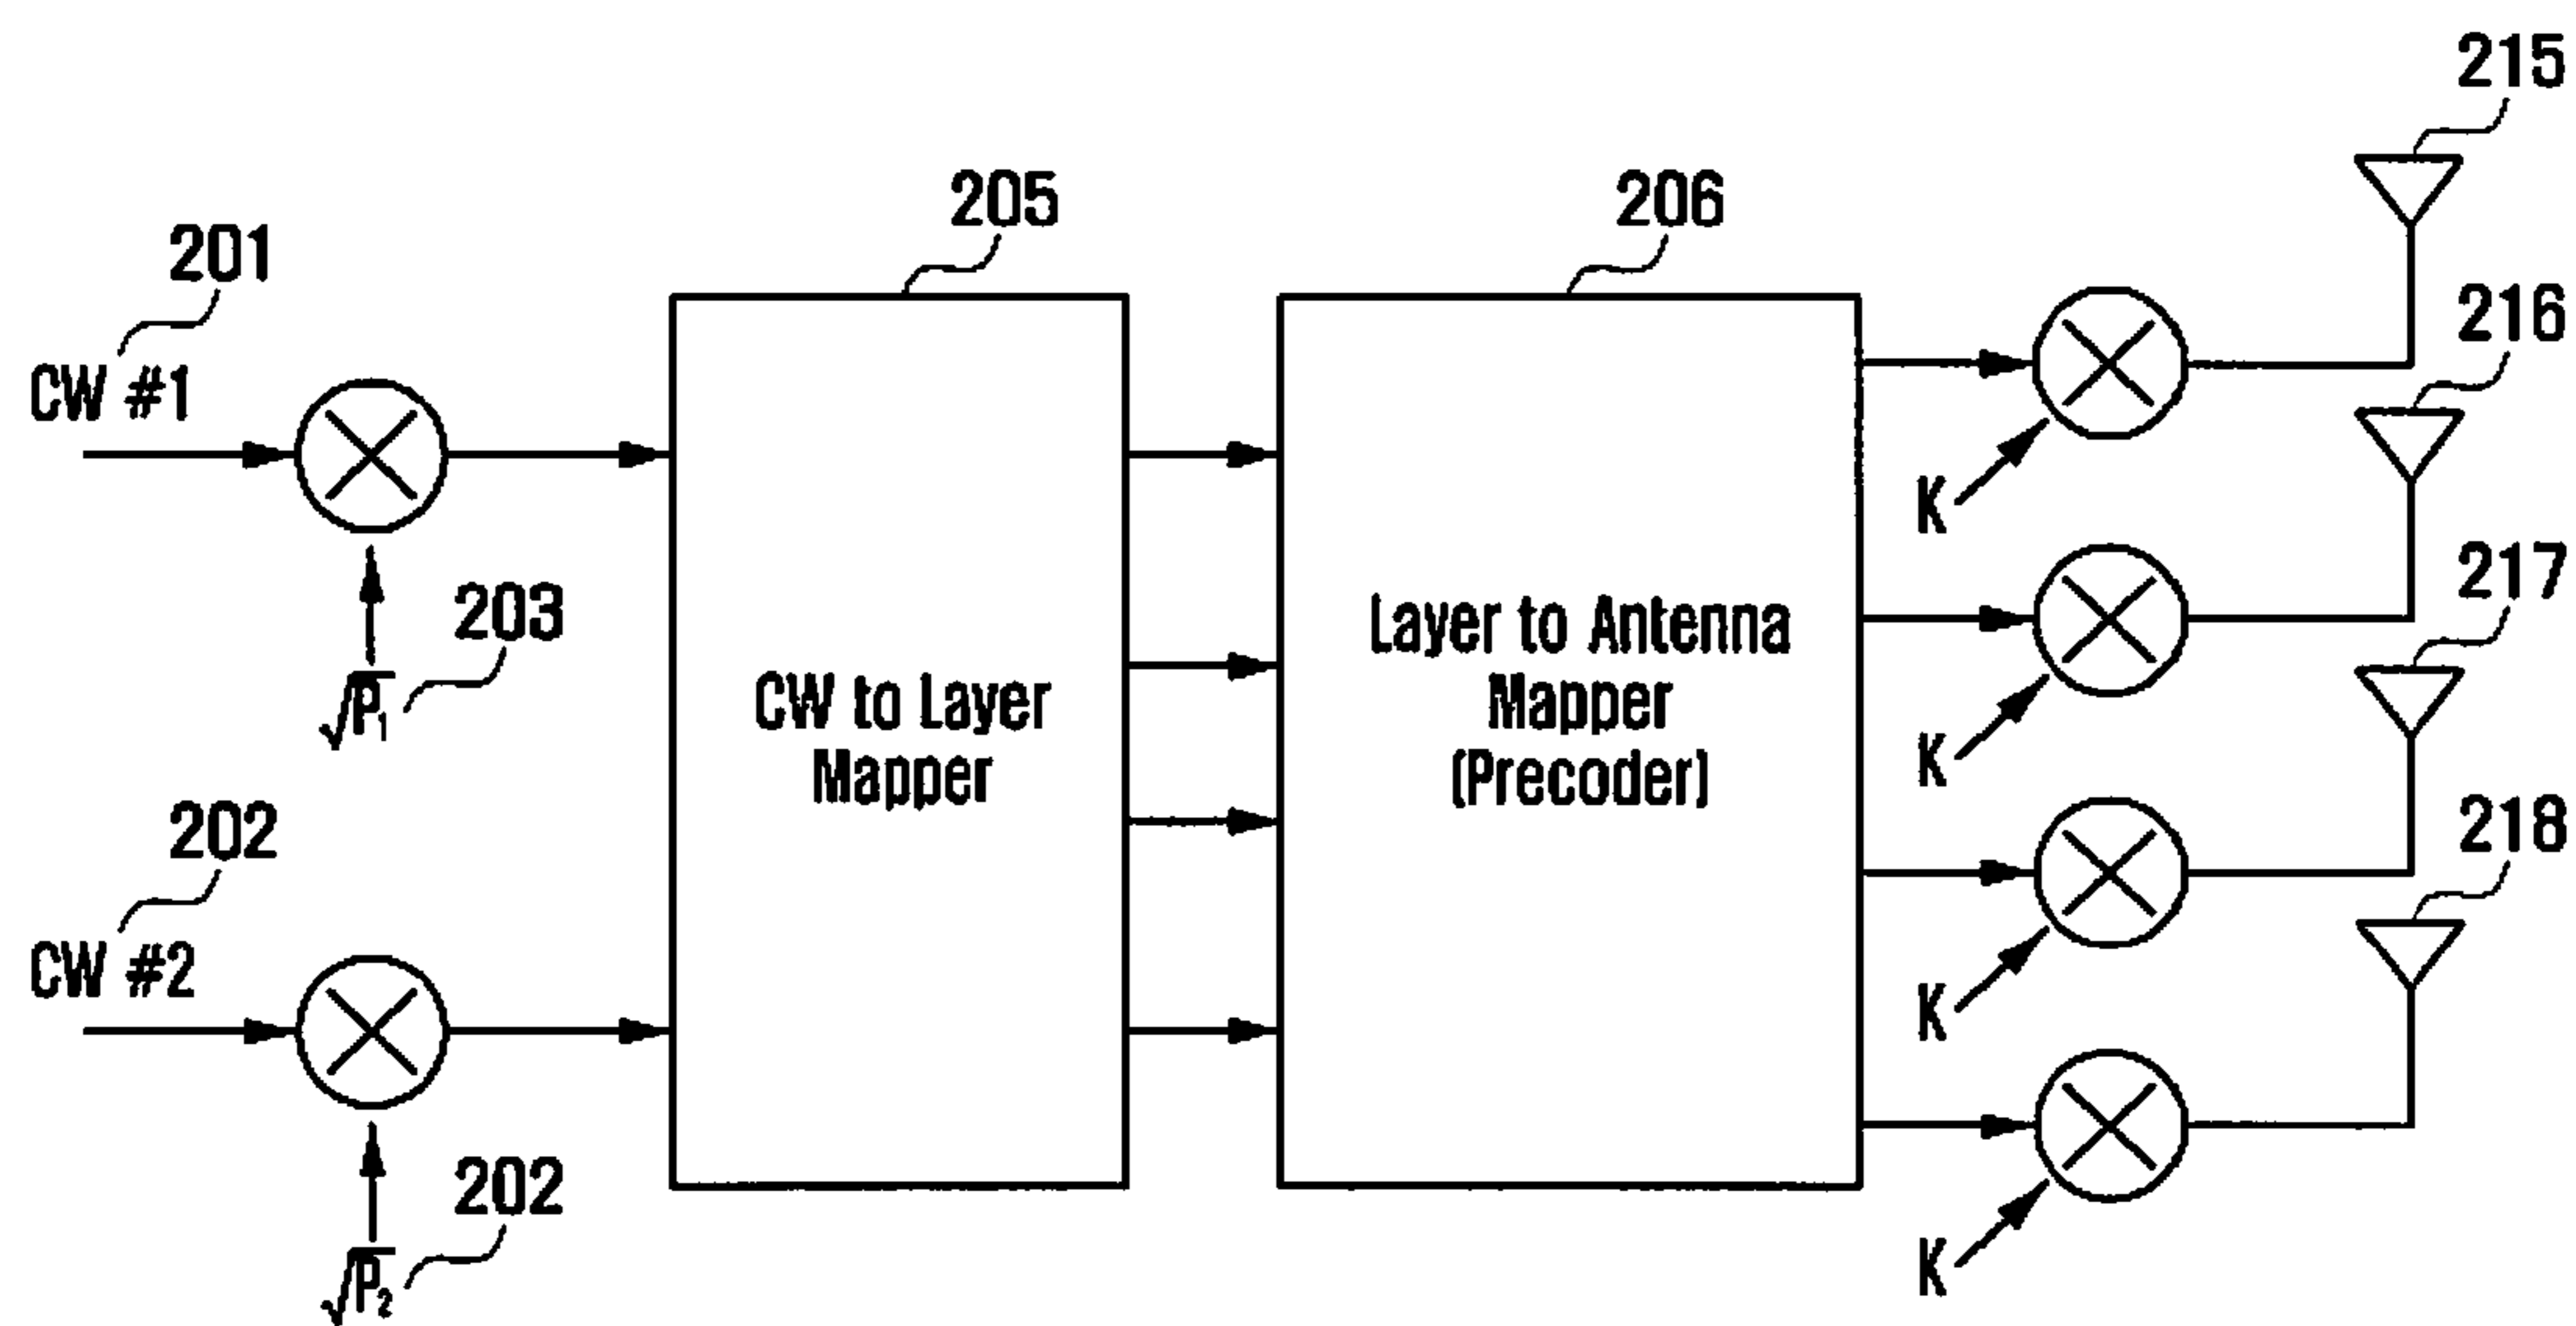 215
205
206
201
216
CW #1
K
217
203
√P₁
CW to Layer
Mapper
Layer to Antenna
Mapper
(Precoder)
K
202
218
CW #2
K
202
√P₂
K